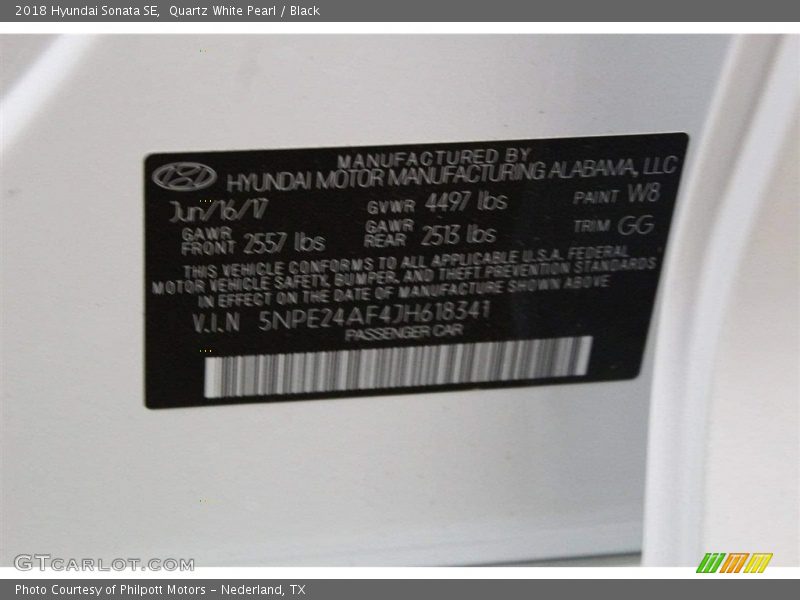 2018 Hyundai Sonata SE,  Quartz White Pearl / Black
MANUFACTURED BY
HYUNDAI MOTOR MANUFACTURING ALABAMA, LLC
Jun/16/17 GVWR 4497 lbs PAINT W8
GAWR FRONT 2557 lbs GAWR REAR 2513 lbs TRIM GG
THIS VEHICLE CONFORMS TO ALL APPLICABLE U.S.A. FEDERAL
MOTOR VEHICLE SAFETY, BUMPER, AND THEFT PREVENTION STANDARDS
IN EFFECT ON THE DATE OF MANUFACTURE SHOWN ABOVE
V.I.N 5NPE24AF4JH618341
PASSENGER CAR
GTCARLOT.COM
Photo Courtesy of Philpott Motors - Nederland, TX